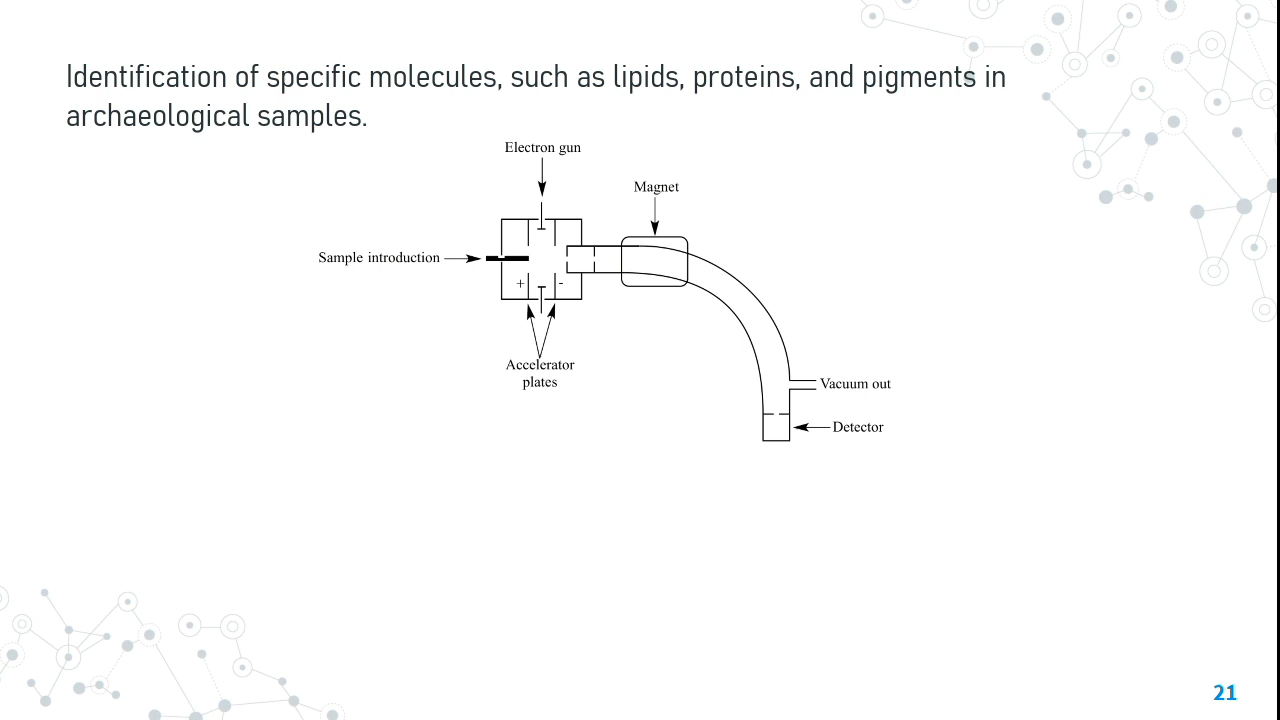 Identification of specific molecules, such as lipids, proteins, and pigments in
archaeological samples.
Electron gun
Magnet
Sample introduction
+ -
Accelerator
plates
Vacuum out
Detector
21